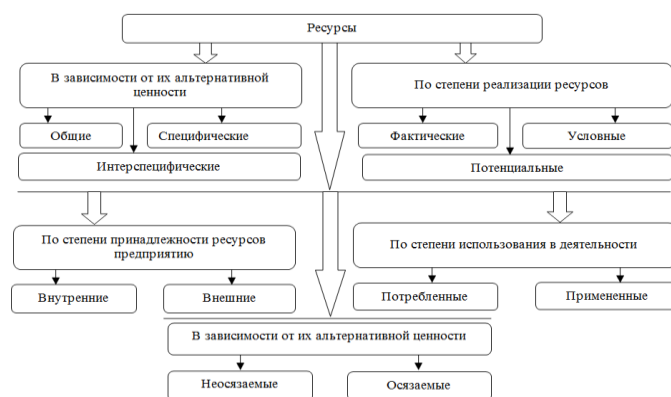 Ресурсы
В зависимости от их альтернативной
ценности
По степени реализации ресурсов
Общие
Специфические
Фактические
Условные
Интерспецифические
Потенциальные
По степени принадлежности ресурсов
предприятию
По степени использования в деятельности
Внутренние
Внешние
Потребленные
Примененные
В зависимости от их альтернативной ценности
Неосязаемые
Осязаемые